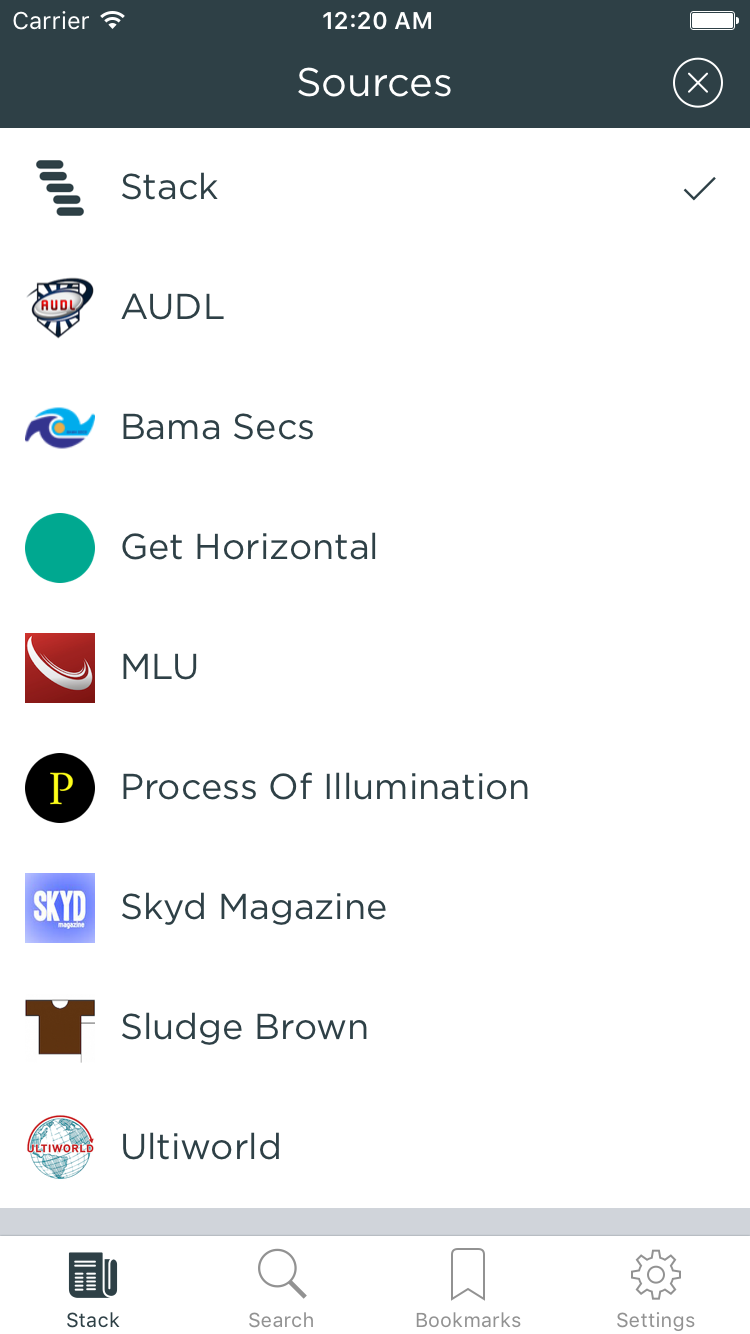 Carrier 12:20 AM
Sources
Stack
AUDL
AUDL
Bama Secs
Get Horizontal
MLU
P
Process Of Illumination
SKYD
magazine
Skyd Magazine
Sludge Brown
ULTIWORLD
Ultiworld
Stack Search Bookmarks Settings